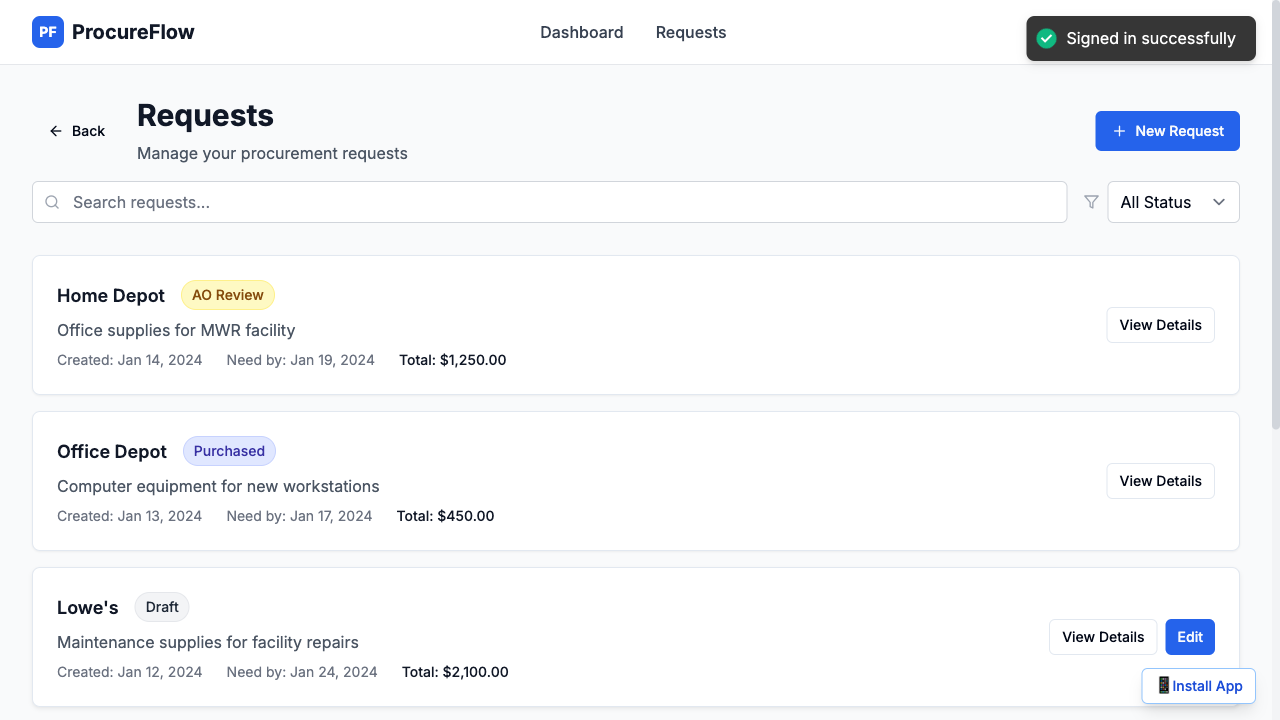 PF ProcureFlow
Dashboard Requests
Signed in successfully
Back
Requests
Manage your procurement requests
New Request
Search requests...
All Status
Home Depot AO Review
Office supplies for MWR facility
Created: Jan 14, 2024 Need by: Jan 19, 2024 Total: $1,250.00
View Details
Office Depot Purchased
Computer equipment for new workstations
Created: Jan 13, 2024 Need by: Jan 17, 2024 Total: $450.00
View Details
Lowe's Draft
Maintenance supplies for facility repairs
Created: Jan 12, 2024 Need by: Jan 24, 2024 Total: $2,100.00
View Details Edit
Install App